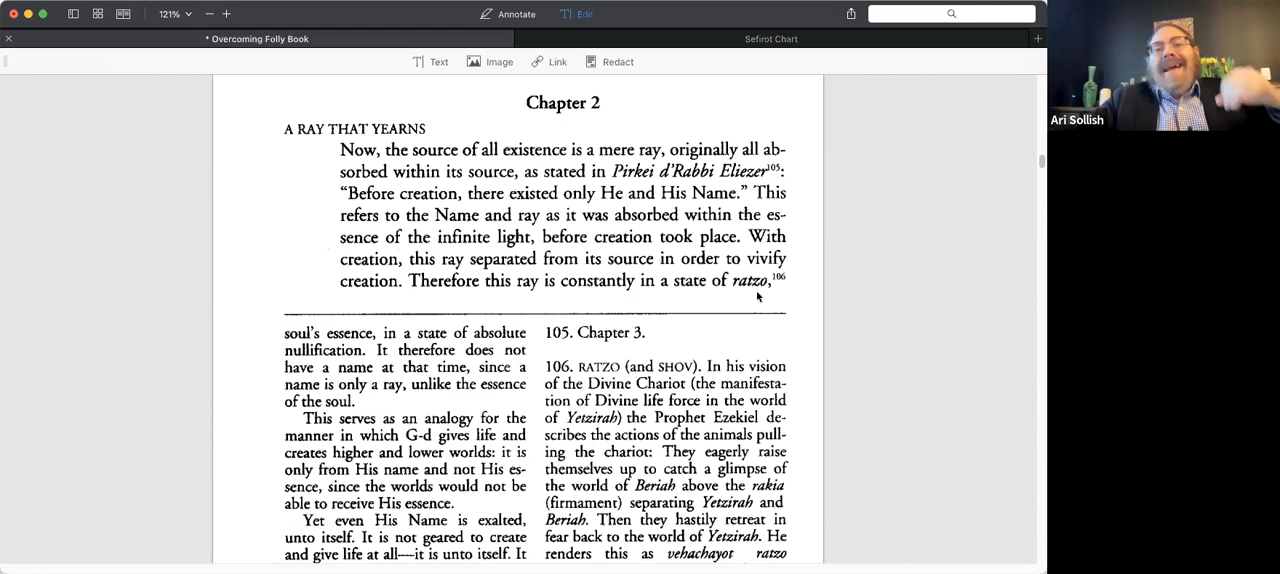 121%
Annotate
Edit
* Overcoming Folly Book
Sefirot Chart
Text
Image
Link
Redact
Ari Sollish
Chapter 2
A RAY THAT YEARNS
Now, the source of all existence is a mere ray, originally all ab-
sorbed within its source, as stated in Pirkei d'Rabbi Eliezer105:
“Before creation, there existed only He and His Name.” This
refers to the Name and ray as it was absorbed within the es-
sence of the infinite light, before creation took place. With
creation, this ray separated from its source in order to vivify
creation. Therefore this ray is constantly in a state of ratzo,106
soul's essence, in a state of absolute
nullification. It therefore does not
have a name at that time, since a
name is only a ray, unlike the essence
of the soul.
This serves as an analogy for the
manner in which G-d gives life and
creates higher and lower worlds: it is
only from His name and not His es-
sence, since the worlds would not be
able to receive His essence.
Yet even His Name is exalted,
unto itself. It is not geared to create
and give life at all—it is unto itself. It
105. Chapter 3.
106. RATZO (and SHOV). In his vision
of the Divine Chariot (the manifesta-
tion of Divine life force in the world
of Yetzirah) the Prophet Ezekiel de-
scribes the actions of the animals pull-
ing the chariot: They eagerly raise
themselves up to catch a glimpse of
the world of Beriah above the rakia
(firmament) separating Yetzirah and
Beriah. Then they hastily retreat in
fear back to the world of Yetzirah. He
renders this as vehachayot ratzo